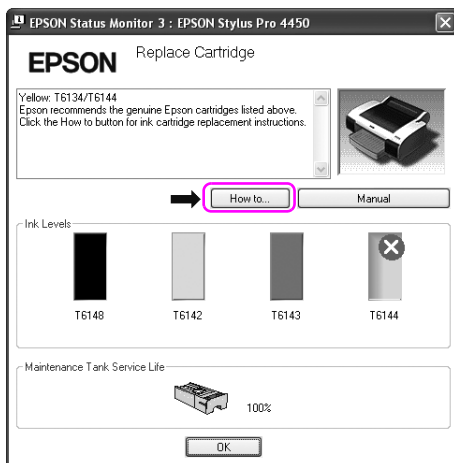 EPSON Status Monitor 3 : EPSON Stylus Pro 4450
EPSON
Replace Cartridge
Yellow: T6134/T6144
Epson recommends the genuine Epson cartridges listed above.
Click the How to button for ink cartridge replacement instructions.
How to...
Manual
Ink Levels
T6148
T6142
T6143
T6144
Maintenance Tank Service Life
100%
OK